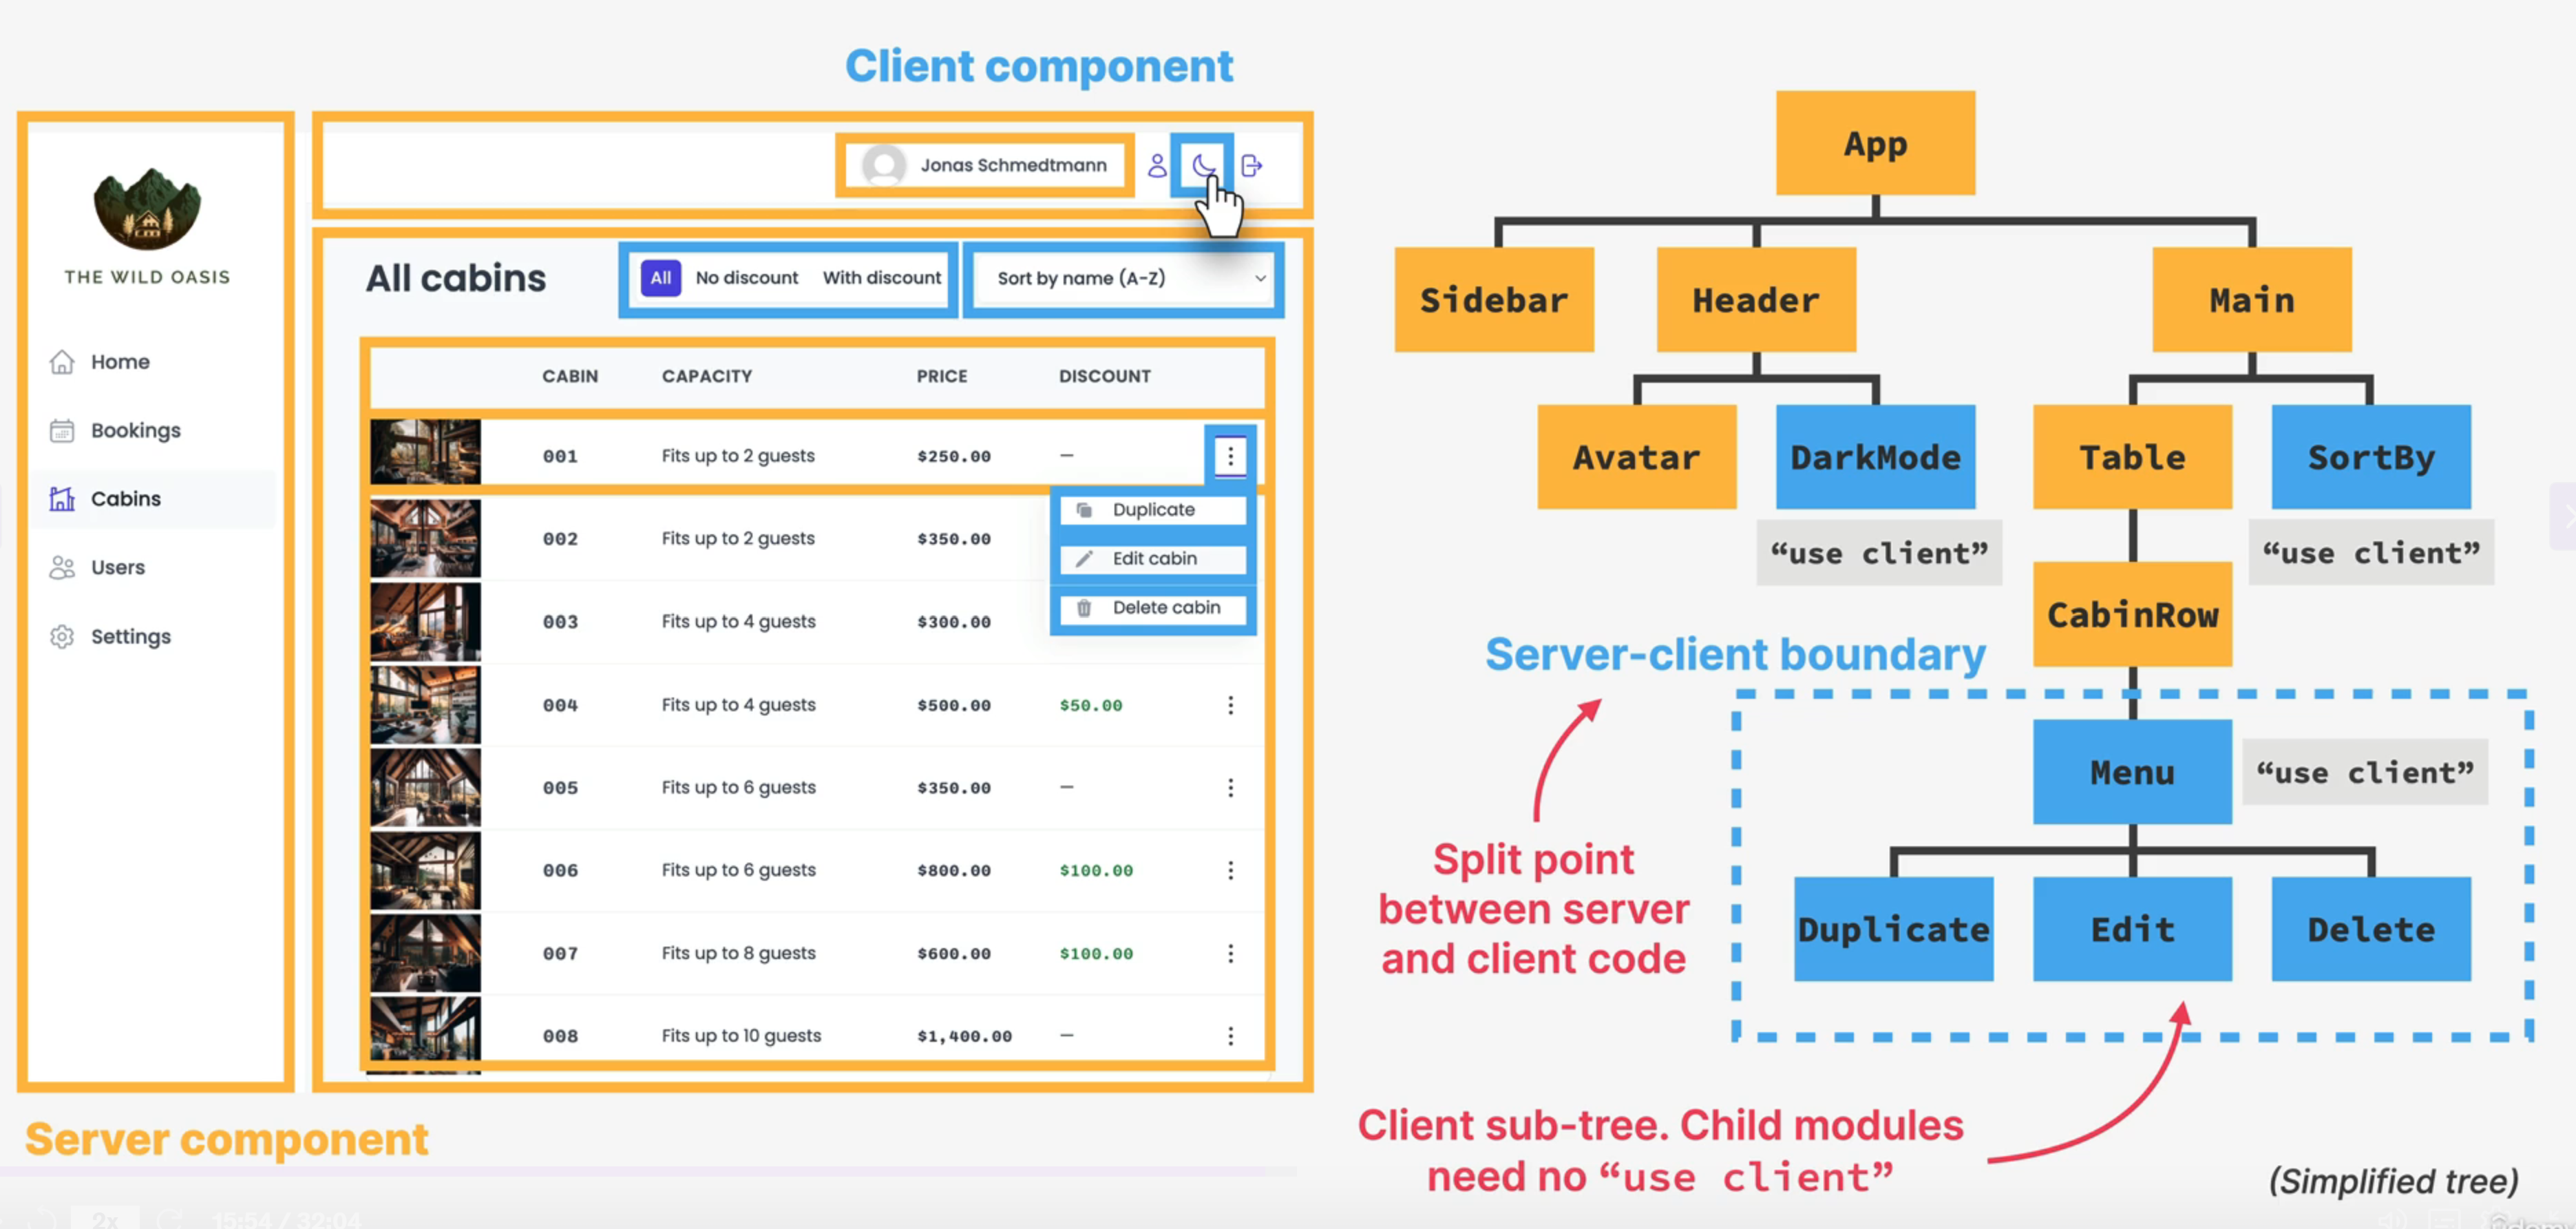 Client component
Jonas Schmedtmann
THE WILD OASIS
Home
Bookings
Cabins
Users
Settings
All cabins
All No discount With discount
Sort by name (A-Z)
CABIN CAPACITY PRICE DISCOUNT
001 Fits up to 2 guests $250.00 —
002 Fits up to 2 guests $350.00
003 Fits up to 4 guests $300.00
Duplicate
Edit cabin
Delete cabin
004 Fits up to 4 guests $500.00 $50.00
005 Fits up to 6 guests $350.00 —
006 Fits up to 6 guests $800.00 $100.00
007 Fits up to 8 guests $600.00 $100.00
008 Fits up to 10 guests $1,400.00 —
Server component
App
Sidebar Header Main
Avatar DarkMode Table SortBy
“use client” “use client”
CabinRow
Server-client boundary
Menu “use client”
Split point
between server
and client code
Duplicate Edit Delete
Client sub-tree. Child modules
need no “use client”
(Simplified tree)
2x 15:54 / 32:04